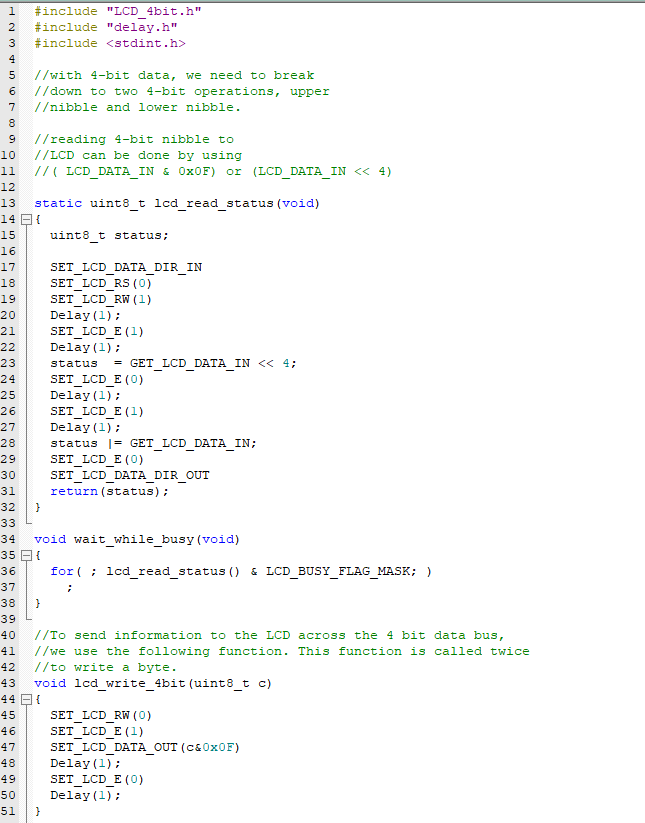 1 #include "LCD_4bit.h"
2 #include "delay.h"
3 #include <stdint.h>
4
5 //with 4-bit data, we need to break
6 //down to two 4-bit operations, upper
7 //nibble and lower nibble.
8
9 //reading 4-bit nibble to
10 //LCD can be done by using
11 //( LCD_DATA_IN & 0x0F) or (LCD_DATA_IN << 4)
12
13 static uint8_t lcd_read_status(void)
14 {
15 uint8_t status;
16
17 SET_LCD_DATA_DIR_IN
18 SET_LCD_RS(0)
19 SET_LCD_RW(1)
20 Delay(1);
21 SET_LCD_E(1)
22 Delay(1);
23 status  = GET_LCD_DATA_IN << 4;
24 SET_LCD_E(0)
25 Delay(1);
26 SET_LCD_E(1)
27 Delay(1);
28 status |= GET_LCD_DATA_IN;
29 SET_LCD_E(0)
30 SET_LCD_DATA_DIR_OUT
31 return(status);
32 }
33
34 void wait_while_busy(void)
35 {
36 for( ; lcd_read_status() & LCD_BUSY_FLAG_MASK; )
37 ;
38 }
39
40 //To send information to the LCD across the 4 bit data bus,
41 //we use the following function. This function is called twice
42 //to write a byte.
43 void lcd_write_4bit(uint8_t c)
44 {
45 SET_LCD_RW(0)
46 SET_LCD_E(1)
47 SET_LCD_DATA_OUT(c&0x0F)
48 Delay(1);
49 SET_LCD_E(0)
50 Delay(1);
51 }